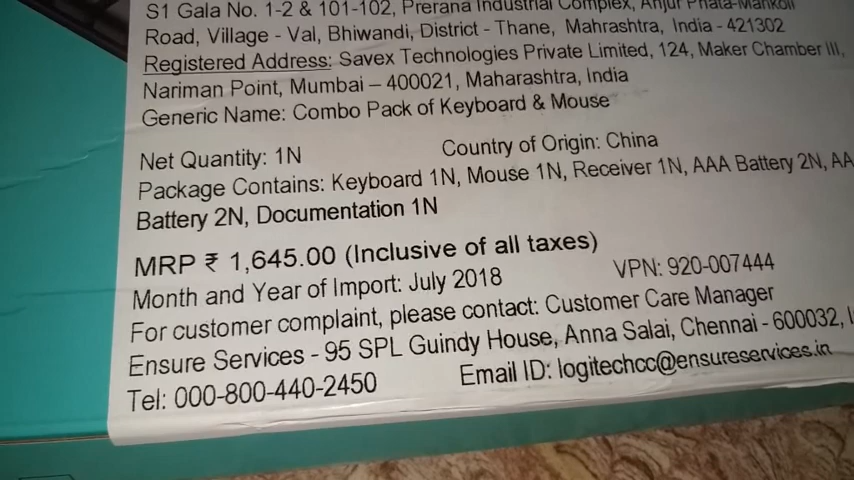 S1 Gala No. 1-2 & 101-102, Prerana Industrial Complex, Anjur Phata-Mankoli
Road, Village - Val, Bhiwandi, District - Thane, Mahrashtra, India - 421302
Registered Address: Savex Technologies Private Limited, 124, Maker Chamber III,
Nariman Point, Mumbai – 400021, Maharashtra, India
Generic Name: Combo Pack of Keyboard & Mouse
Net Quantity: 1N Country of Origin: China
Package Contains: Keyboard 1N, Mouse 1N, Receiver 1N, AAA Battery 2N, AA
Battery 2N, Documentation 1N
MRP ₹ 1,645.00 (Inclusive of all taxes)
Month and Year of Import: July 2018 VPN: 920-007444
For customer complaint, please contact: Customer Care Manager
Ensure Services - 95 SPL Guindy House, Anna Salai, Chennai - 600032,
Tel: 000-800-440-2450 Email ID: logitechcc@ensureservices.in